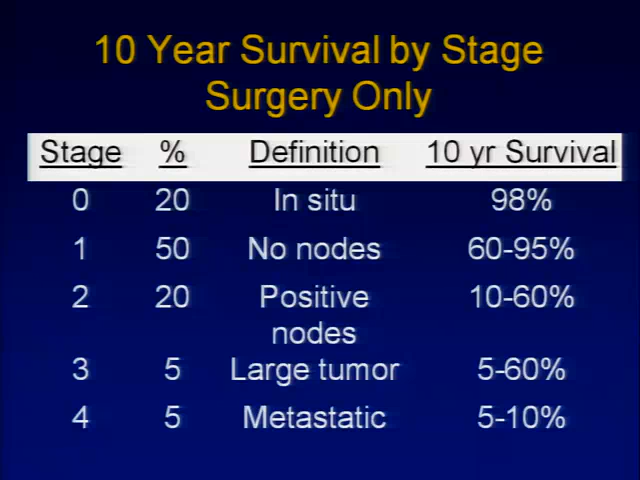 10 Year Survival by Stage
Surgery Only
Stage % Definition 10 yr Survival
0 20 In situ 98%
1 50 No nodes 60-95%
2 20 Positive 10-60%
nodes
3 5 Large tumor 5-60%
4 5 Metastatic 5-10%